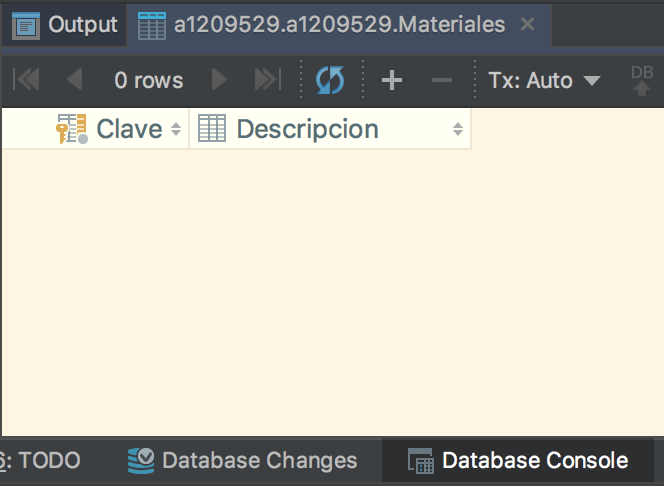 Output a1209529.a1209529.Materiales
0 rows Tx: Auto DB
Clave Descripcion
6: TODO Database Changes Database Console